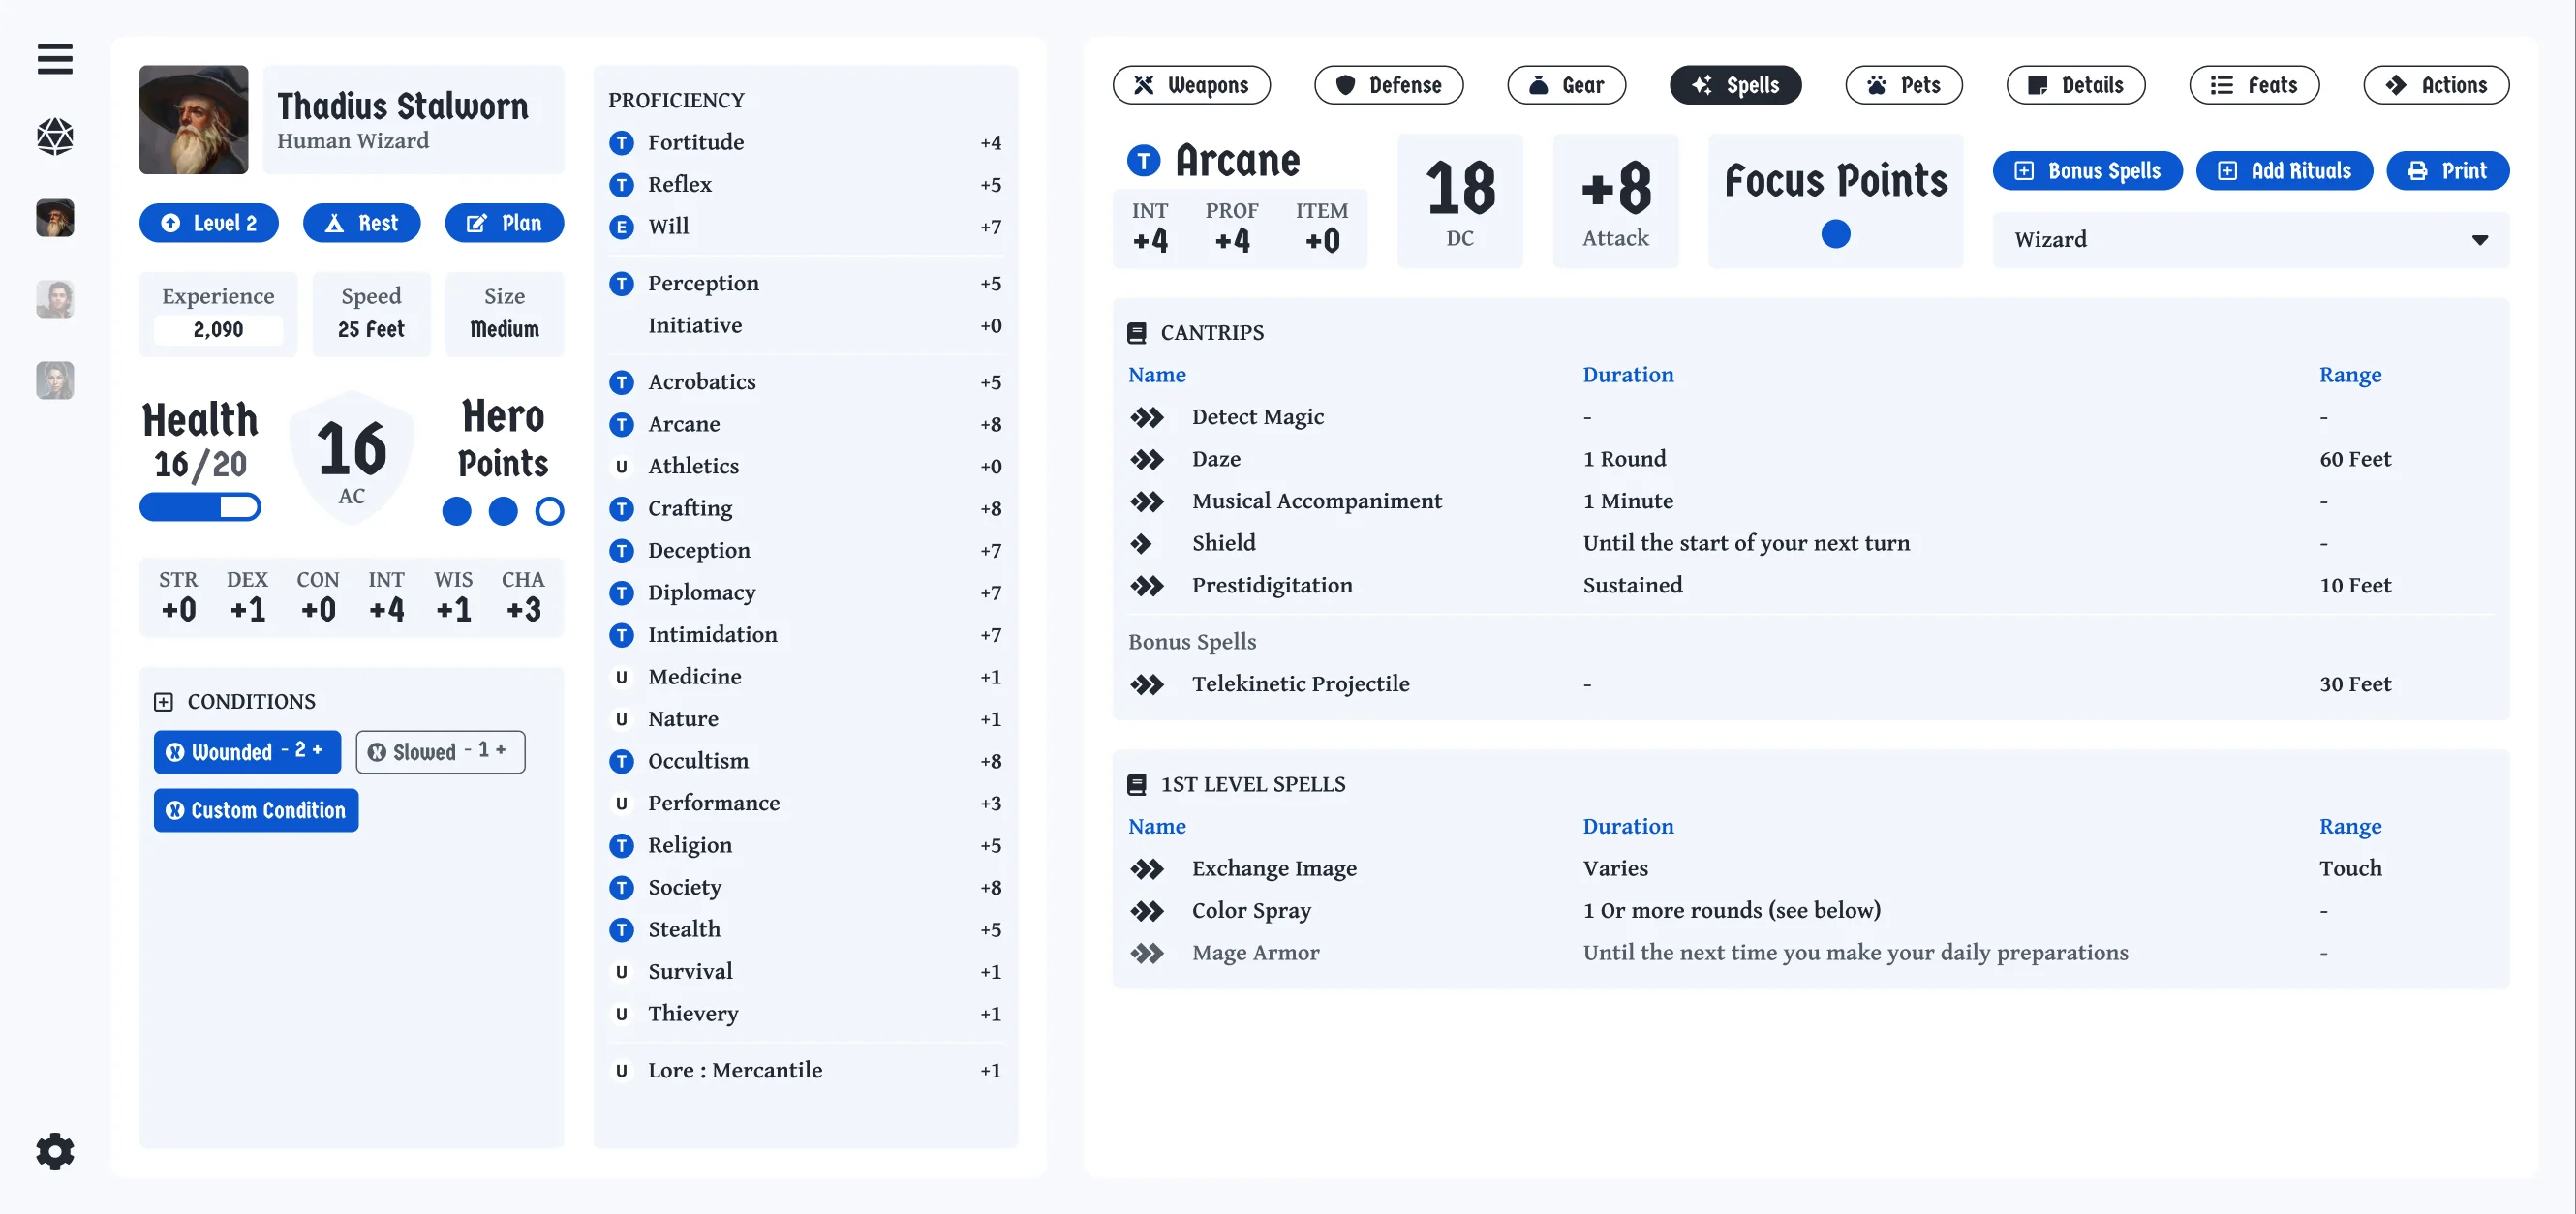 Thadius Stalworn
Human Wizard
Level 2 Rest Plan
Experience Speed Size
2,090 25 Feet Medium
Health
16/20
16
AC
Hero
Points
STR DEX CON INT WIS CHA
+0 +1 +0 +4 +1 +3
CONDITIONS
X Wounded - 2 + X Slowed - 1 +
X Custom Condition
PROFICIENCY
T Fortitude +4
T Reflex +5
E Will +7
T Perception +5
Initiative +0
T Acrobatics +5
T Arcane +8
U Athletics +0
T Crafting +8
T Deception +7
T Diplomacy +7
T Intimidation +7
U Medicine +1
U Nature +1
T Occultism +8
U Performance +3
T Religion +5
T Society +8
T Stealth +5
U Survival +1
U Thievery +1
U Lore : Mercantile +1
Weapons Defense Gear Spells Pets Details Feats Actions
T Arcane
INT PROF ITEM
+4 +4 +0
18
DC
+8
Attack
Focus Points
Bonus Spells Add Rituals Print
Wizard
CANTRIPS
Name Duration Range
Detect Magic - -
Daze 1 Round 60 Feet
Musical Accompaniment 1 Minute -
Shield Until the start of your next turn -
Prestidigitation Sustained 10 Feet
Bonus Spells
Telekinetic Projectile - 30 Feet
1ST LEVEL SPELLS
Name Duration Range
Exchange Image Varies Touch
Color Spray 1 Or more rounds (see below) -
Mage Armor Until the next time you make your daily preparations -